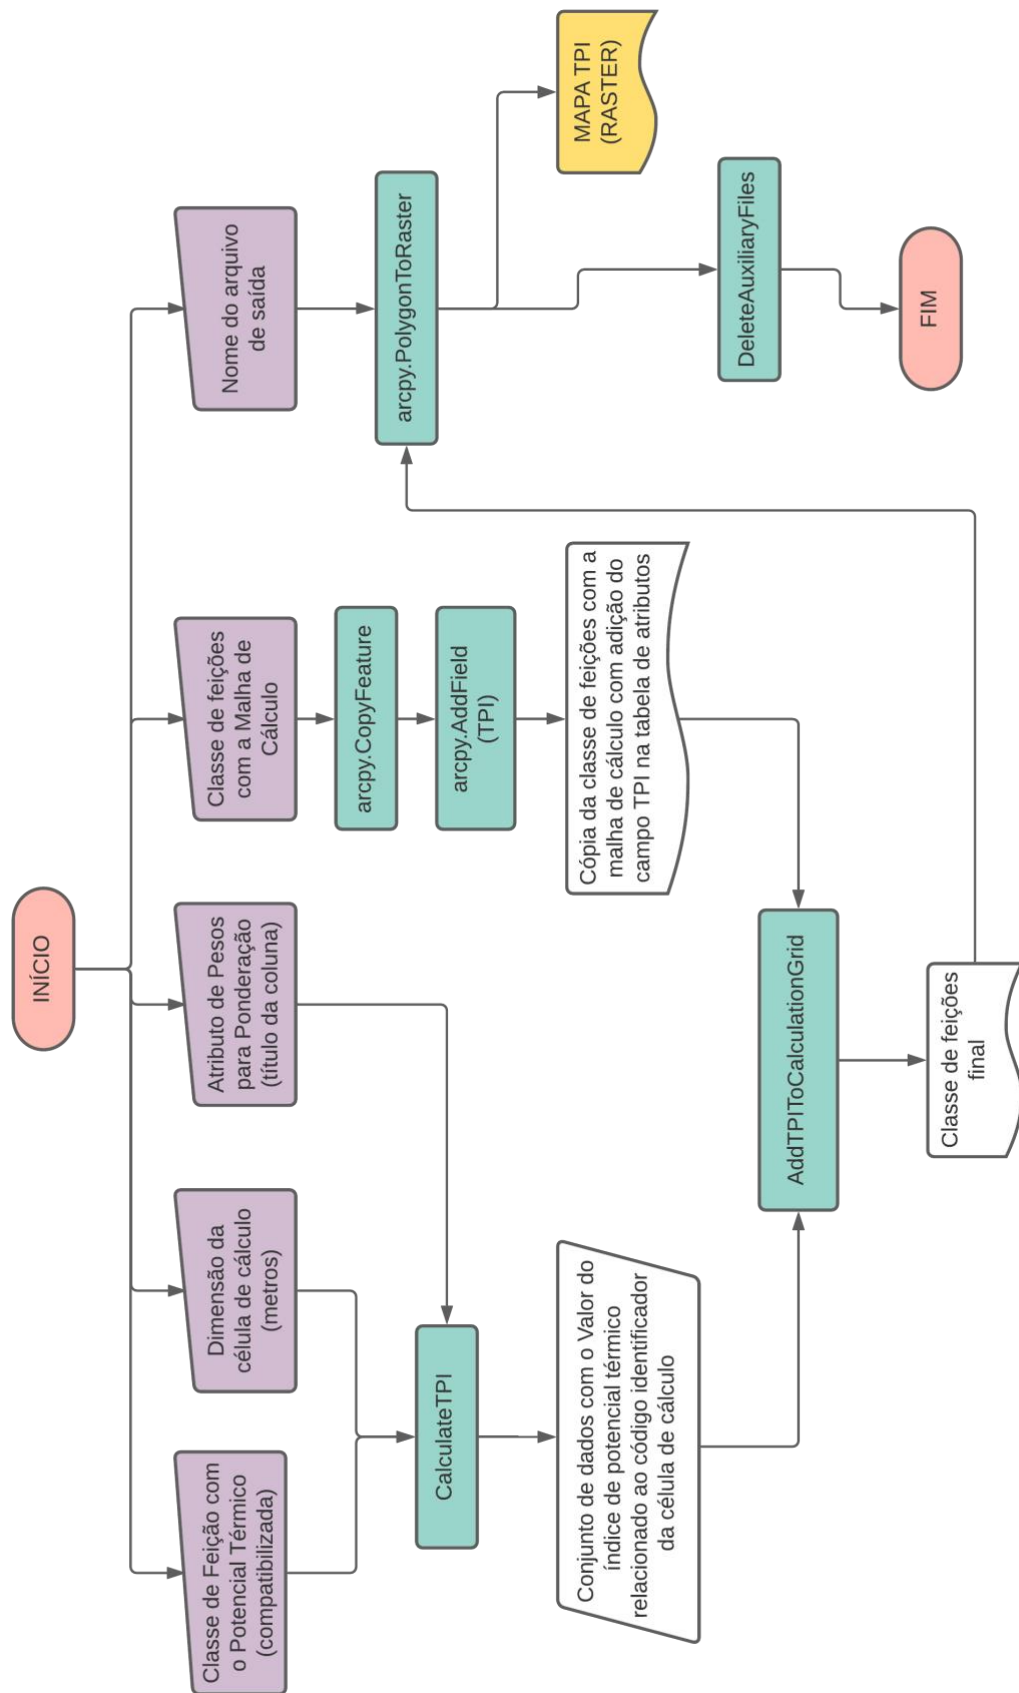 INÍCIO
Classe de Feição com
o Potencial Térmico
(compatibilizada)
Dimensão da
célula de cálculo
(metros)
Atributo de Pesos
para Ponderação
(título da coluna)
Classe de feições
com a Malha de
Cálculo
Nome do arquivo
de saída
arcpy.CopyFeature
arcpy.PolygonToRaster
CalculateTPI
arcpy.AddField
(TPI)
MAPA TPI
(RASTER)
Conjunto de dados com o Valor do
índice de potencial térmico
relacionado ao código identificador
da célula de cálculo
Cópia da classe de feições com a
malha de cálculo com adição do
campo TPI na tabela de atributos
DeleteAuxiliaryFiles
AddTPIToCalculationGrid
FIM
Classe de feições
final